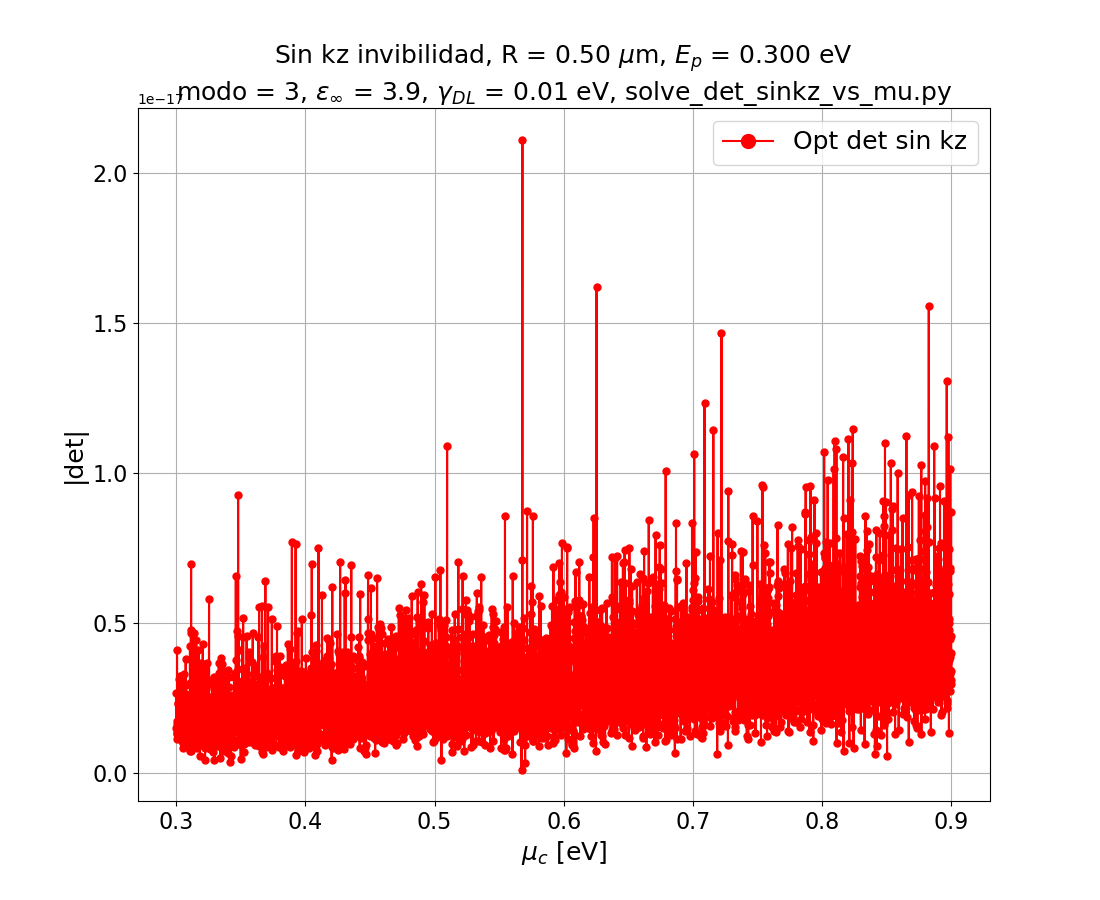 Sin kz invibilidad, R = 0.50 μm, E_p = 0.300 eV
modo = 3, ε_∞ = 3.9, γ_DL = 0.01 eV, solve_det_sinkz_vs_mu.py
1e−17
Opt det sin kz
2.0
1.5
1.0
0.5
0.0
|det|
0.3 0.4 0.5 0.6 0.7 0.8 0.9
μ_c [eV]